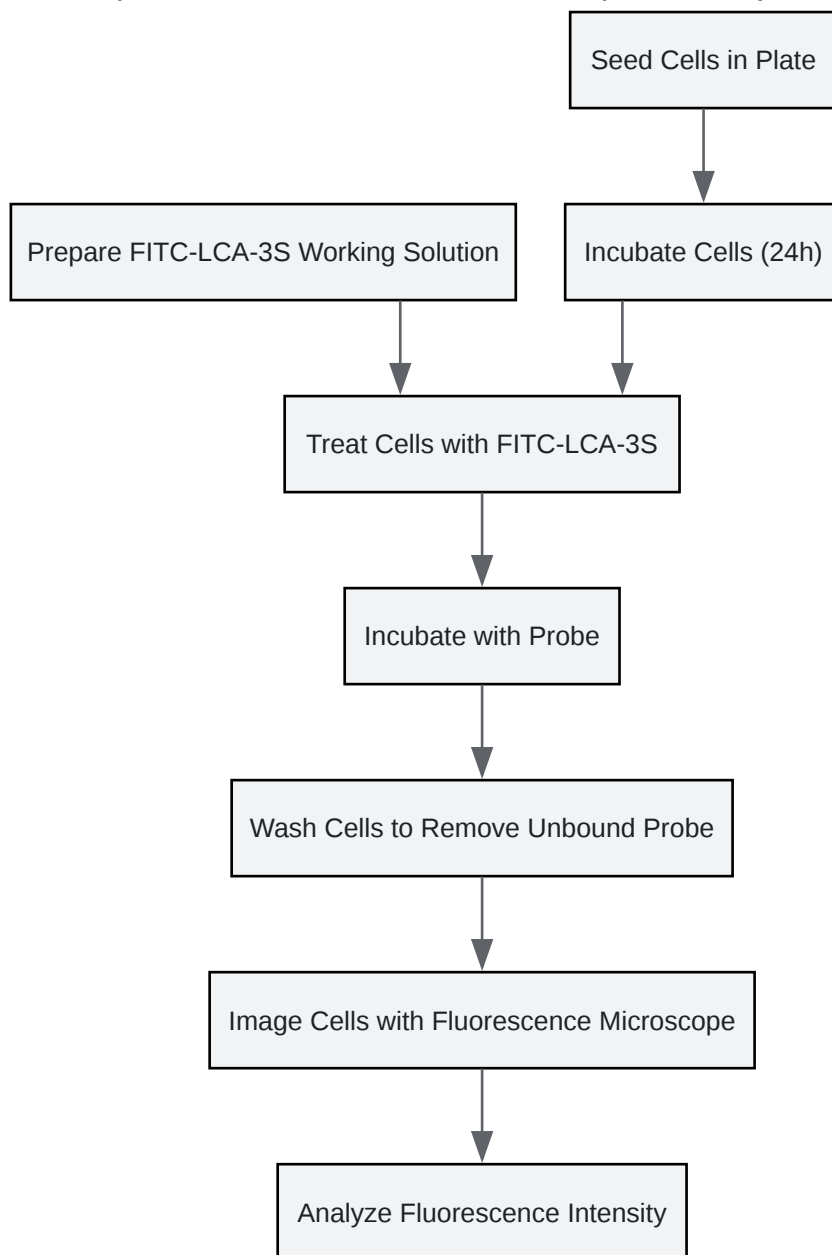 Seed Cells in Plate
Prepare FITC-LCA-3S Working Solution
Incubate Cells (24h)
Treat Cells with FITC-LCA-3S
Incubate with Probe
Wash Cells to Remove Unbound Probe
Image Cells with Fluorescence Microscope
Analyze Fluorescence Intensity